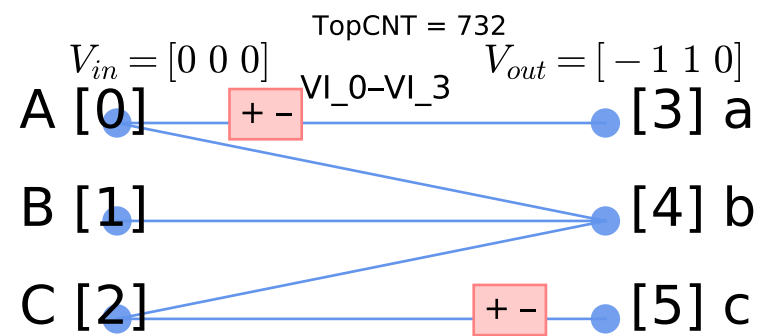 TopCNT = 732
V_in = [0 0 0] V_out = [ − 1 1 0]
VI_0–VI_3
A [0] + – [3] a
B [1] [4] b
C [2] + – [5] c